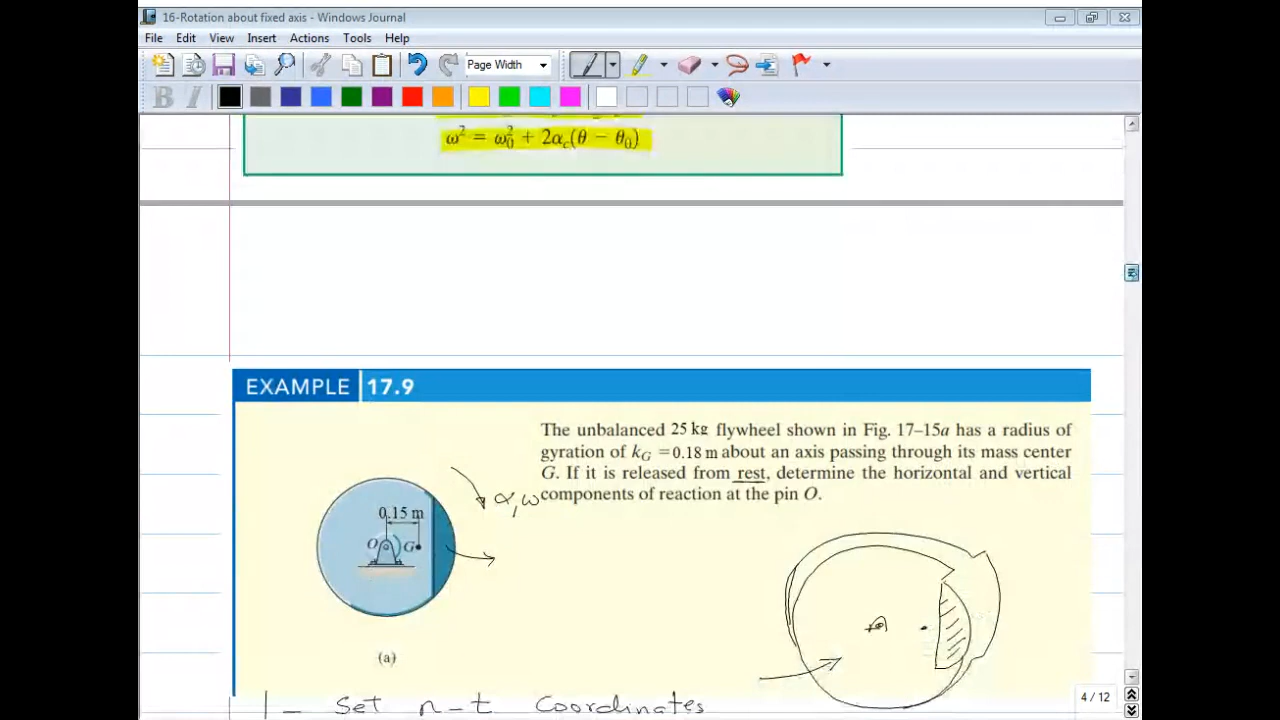 16-Rotation about fixed axis - Windows Journal
File Edit View Insert Actions Tools Help
Page Width
B I
ω² = ω₀² + 2α_c(θ − θ₀)
EXAMPLE 17.9
The unbalanced 25 kg flywheel shown in Fig. 17–15a has a radius of
gyration of k_G = 0.18 m about an axis passing through its mass center
G. If it is released from rest, determine the horizontal and vertical
components of reaction at the pin O.
α, ω
0.15 m
O G
(a)
1 – Set n–t Coordinates
4 / 12